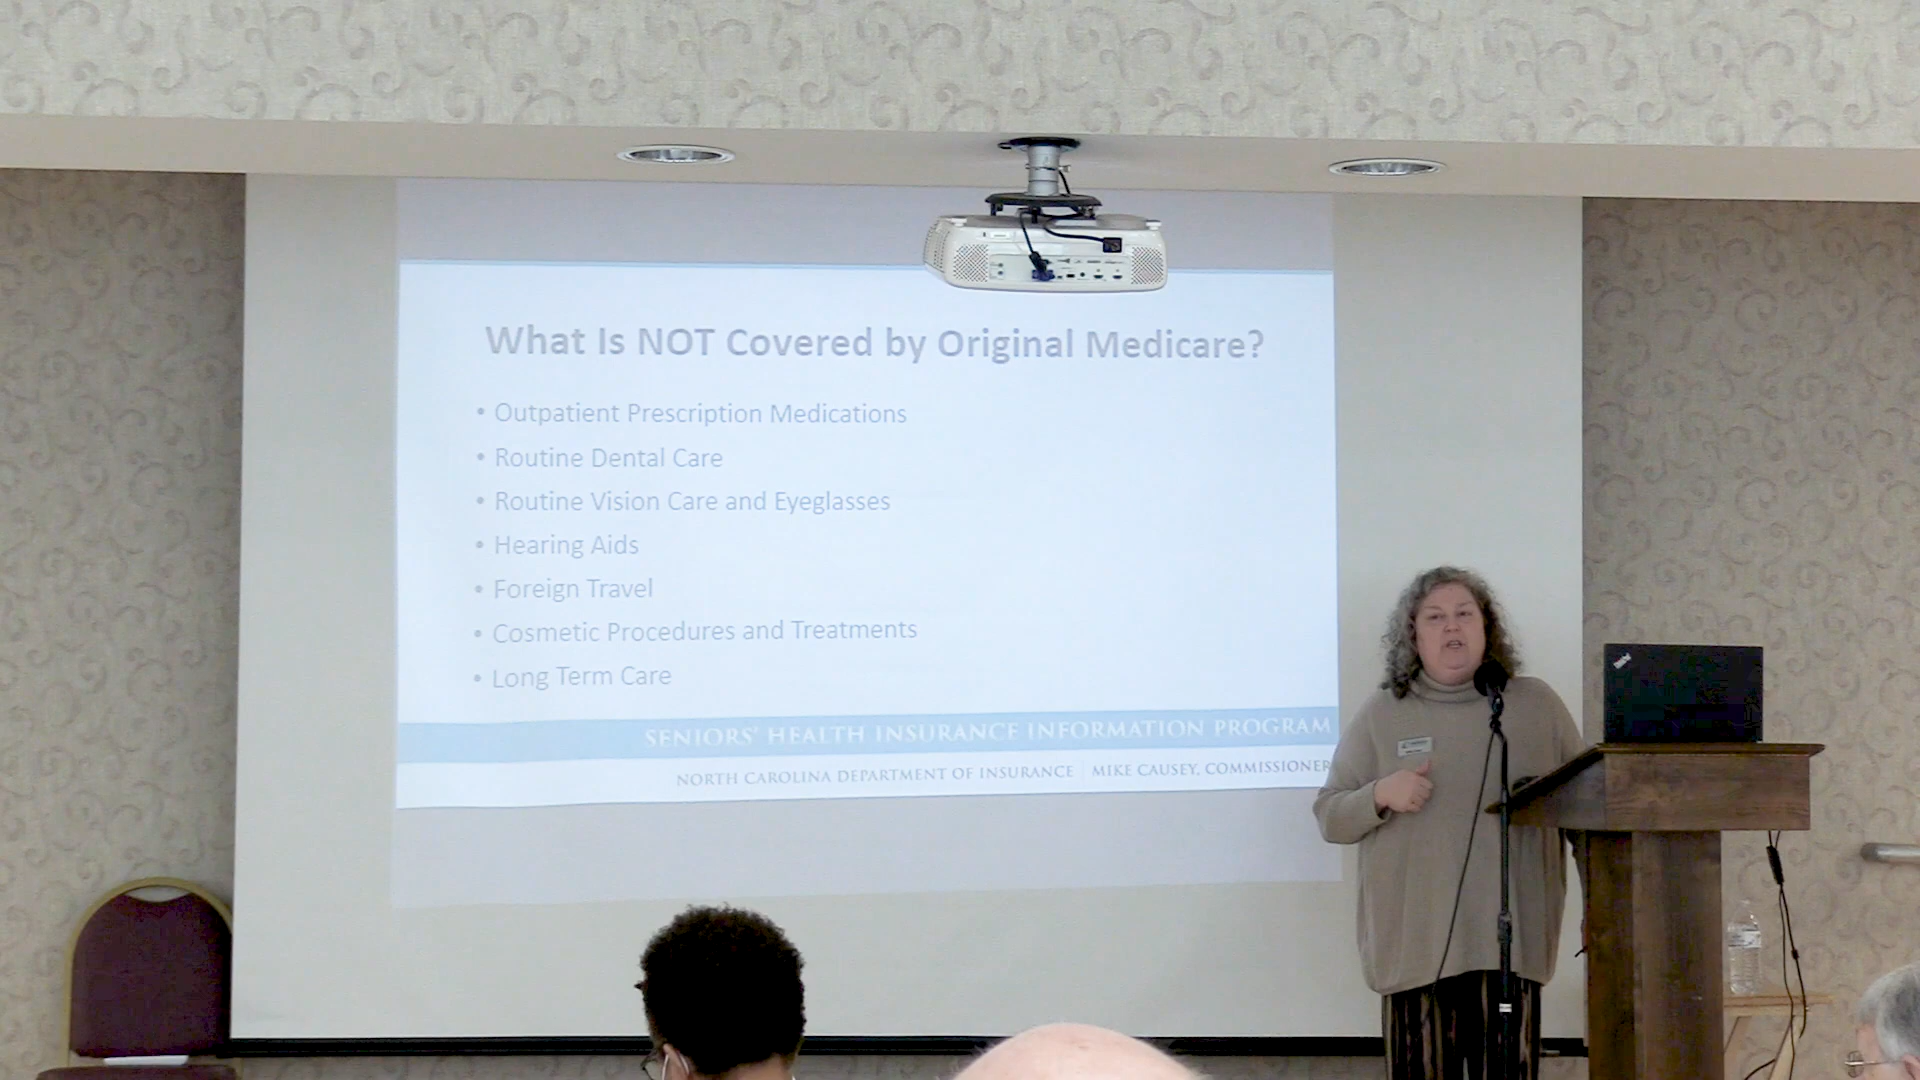 What Is NOT Covered by Original Medicare?
• Outpatient Prescription Medications
• Routine Dental Care
• Routine Vision Care and Eyeglasses
• Hearing Aids
• Foreign Travel
• Cosmetic Procedures and Treatments
• Long Term Care
SENIORS' HEALTH INSURANCE INFORMATION PROGRAM
NORTH CAROLINA DEPARTMENT OF INSURANCE | MIKE CAUSEY, COMMISSIONER
ThinkPad